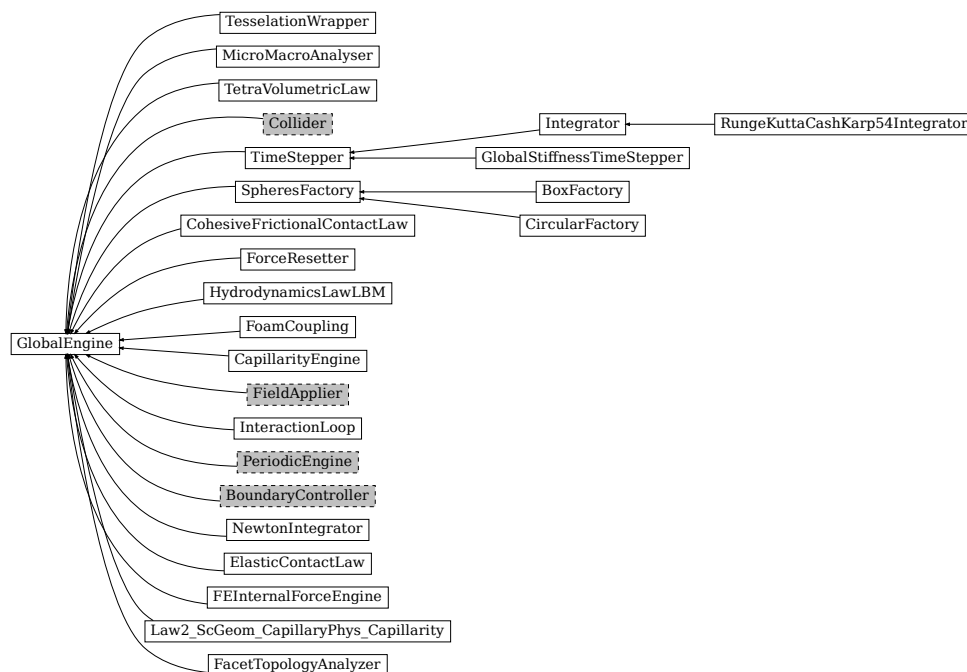 TesselationWrapper
MicroMacroAnalyser
TetraVolumetricLaw
Collider
Integrator
RungeKuttaCashKarp54Integrator
TimeStepper
GlobalStiffnessTimeStepper
SpheresFactory
BoxFactory
CohesiveFrictionalContactLaw
CircularFactory
ForceResetter
HydrodynamicsLawLBM
FoamCoupling
GlobalEngine
CapillarityEngine
FieldApplier
InteractionLoop
PeriodicEngine
BoundaryController
NewtonIntegrator
ElasticContactLaw
FEInternalForceEngine
Law2_ScGeom_CapillaryPhys_Capillarity
FacetTopologyAnalyzer